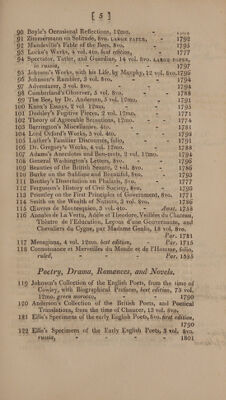 [ 5 ]
90 Boyle's Occasional Reflections, 12mo.
91 Zimmermann on Solitude, 8vo. LARGE PAPER, - 1798
92 Mandeville's Fable of the Bees, 8vo. - 1795
93 Locke's Works, 4 vol. 4to. best edition, - 1777
94 Spectator, Tatler, and Guardian, 14 vol. 8vo. LARGE PAPER, in russia, - 1797
95 Johnson's Works, with his Life, by Murphy, 12 vol. 8vo. 1796
96 Johnson's Rambler, 3 vol. 8vo. - 1794
97 Adventurer, 3 vol. 8vo. - 1794
98 Cumberland's Observer, 5 vol. 8vo. - 1788
99 The Bee, by Dr. Anderson, 5 vol. 12mo. - 1791
100 Knox's Essays, 2 vol. 12mo. - 1795
101 Dodsley's Fugitive Pieces, 2 vol. 12mo. - 1771
102 Theory of Agreeable Sensations, 12mo. - 1774
103 Barrington's Miscellanies, 4to. - 1781
104 Lord Orford's Works, 5 vol. 4to. - 1798
105 Luther's Familiar Discourses, folio, - 1791
106 Dr. Gregory's Works, 4 vol. 12mo. - 1788
107 Adams's Anecdotes and Bon-mots, 2 vol. 12mo. - 1794
108 General Washington's Letters, 8vo. - 1796
109 Beauties of the British Senate, 2 vol. 8vo. - 1786
110 Burke on the Sublime and Beautiful, 8vo. - 1793
111 Bentley's Dissertation on Phalaris, 8vo. - 1777
112 Ferguson's History of Civil Society, 8vo. - 1793
113 Priestley on the First Principles of Government, 8vo. 1771
114 Smith on the Wealth of Nations, 3 vol. 8vo. - 1786
115 Œuvres de Montesquieu, 3 vol. 4to. - Amst. 1758
116 Annales de La Vertu, Adèle et Theodore, Veillées du Chateau,
Théatre de l'Education, Leçons d'une Gouvernante, and
Chevaliers du Cygne, par Madame Genlis, 18 vol. 8vo.
Par. 1781
117 Menagiana, 4 vol. 12mo. best edition, - Par. 1715
118 Connoissance et Merveilles du Monde et de l'Homme, folio,
ruled, - Par. 1585
Poetry, Drama, Romances, and Novels.
119 Johnson's Collection of the English Poets, from the time of
Cowley, with Biographical Prefaces, best edition, 75 vol.
12mo. green morocco, - 1790
120 Anderson's Collection of the British Poets, and Poetical
Translations, from the time of Chaucer, 13 vol. 8vo.
121 Ellis's Specimens of the early English Poets, 8vo. first edition,
1790
122 Ellis's Specimens of the Early English Poets, 3 vol. 8vo.
russia, - 1801